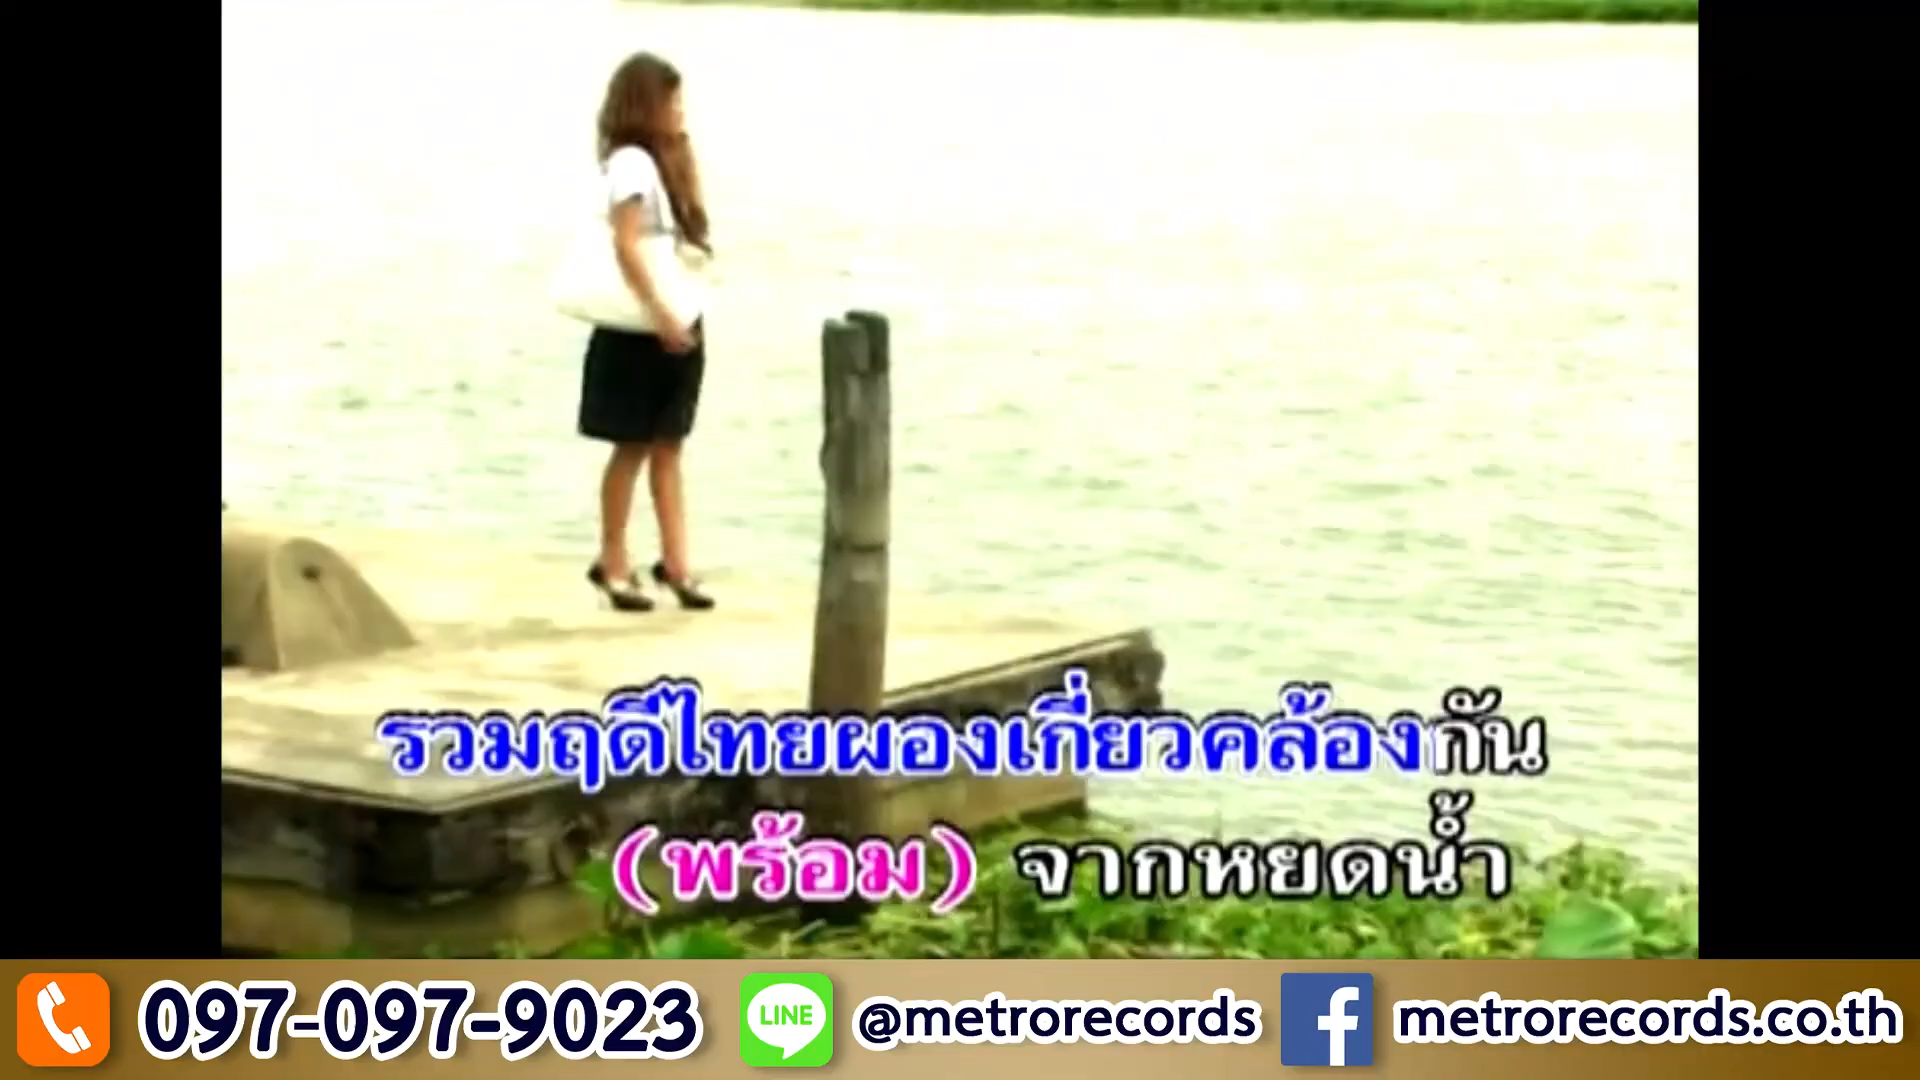 รวมฤดีไทยผองเกี่ยวคล้องกัน
(พร้อม) จากหยดน้ำ
097-097-9023 LINE @metrorecords f metrorecords.co.th